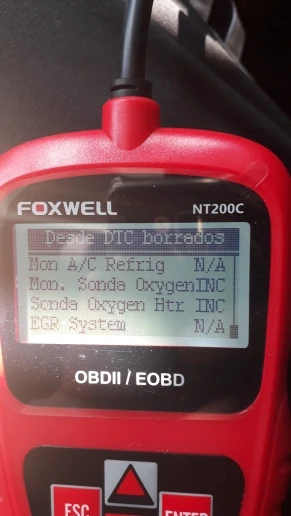 FOXWELL NT200C
Desde DTC borrados
Mon A/C Refrig N/A
Mon. Sonda OxygenINC
Sonda Oxygen Htr INC
EGR System N/A
OBDII / EOBD
ESC ENTER